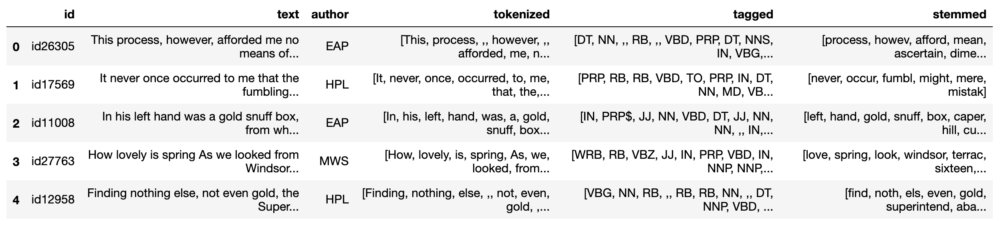 id text author tokenized tagged stemmed
0 id26305 This process, however, afforded me no means of... EAP [This, process, ,, however, ,, afforded, me, n... [DT, NN, ,, RB, ,, VBD, PRP, DT, NNS, IN, VBG,... [process, howev, afford, mean, ascertain, dime...
1 id17569 It never once occurred to me that the fumbling... HPL [It, never, once, occurred, to, me, that, the,... [PRP, RB, RB, VBD, TO, PRP, IN, DT, NN, MD, VB... [never, occur, fumbl, might, mere, mistak]
2 id11008 In his left hand was a gold snuff box, from wh... EAP [In, his, left, hand, was, a, gold, snuff, box... [IN, PRP$, JJ, NN, VBD, DT, JJ, NN, NN, ,, IN,... [left, hand, gold, snuff, box, caper, hill, cu...
3 id27763 How lovely is spring As we looked from Windsor... MWS [How, lovely, is, spring, As, we, looked, from... [WRB, RB, VBZ, JJ, IN, PRP, VBD, IN, NNP, NNP,... [love, spring, look, windsor, terrac, sixteen,...
4 id12958 Finding nothing else, not even gold, the Super... HPL [Finding, nothing, else, ,, not, even, gold, ,... [VBG, NN, RB, ,, RB, RB, NN, ,, DT, NNP, VBD, ... [find, noth, els, even, gold, superintend, aba...